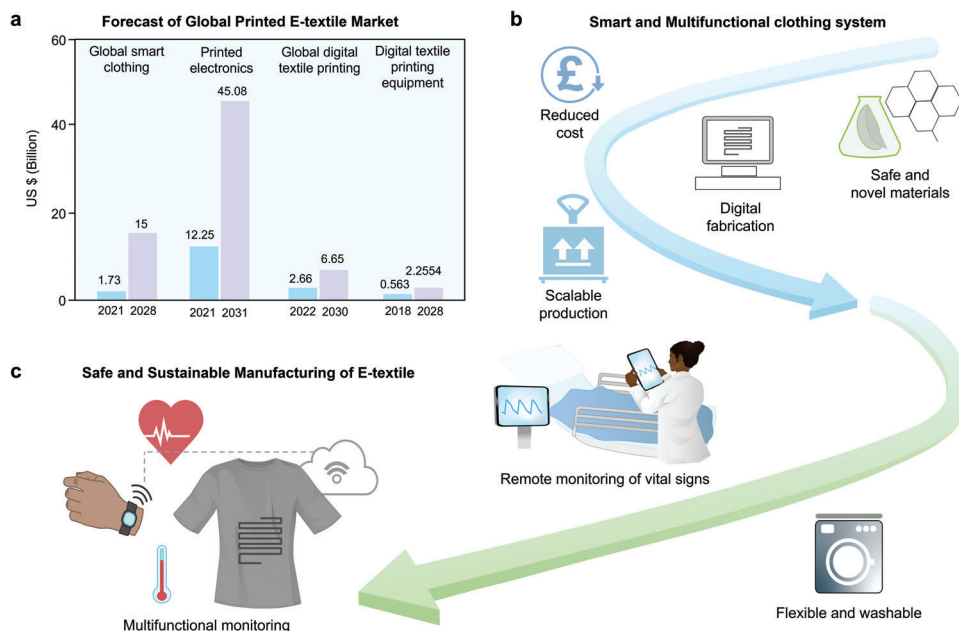 a
Forecast of Global Printed E-textile Market
60
40
20
0
US $ (Billion)
Global smart
clothing
Printed
electronics
Global digital
textile printing
Digital textile
printing
equipment
1.73
15
12.25
45.08
2.66
6.65
0.563
2.2554
2021 2028
2021 2031
2022 2030
2018 2028
b
Smart and Multifunctional clothing system
£
Reduced
cost
Digital
fabrication
Safe and
novel materials
Scalable
production
Remote monitoring of vital signs
Flexible and washable
c
Safe and Sustainable Manufacturing of E-textile
Multifunctional monitoring